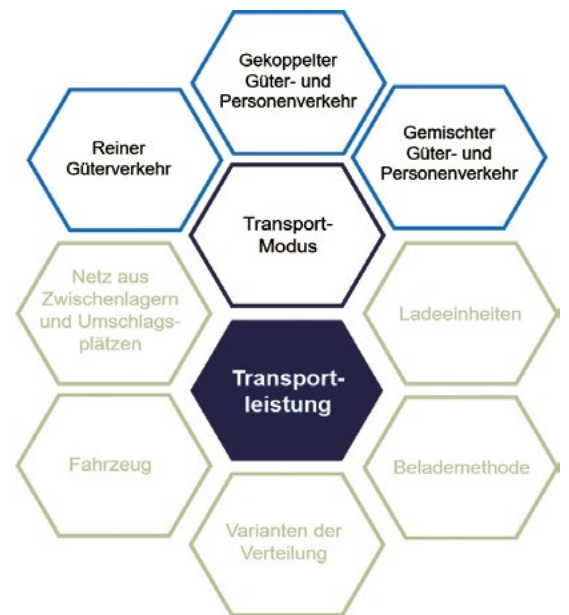 Gekoppelter
Güter- und
Personenverkehr
Reiner
Güterverkehr
Gemischter
Güter- und
Personenverkehr
Transport-
Modus
Netz aus
Zwischenlagern
und Umschlags-
plätzen
Ladeeinheiten
Transport-
leistung
Fahrzeug
Belademethode
Varianten der
Verteilung